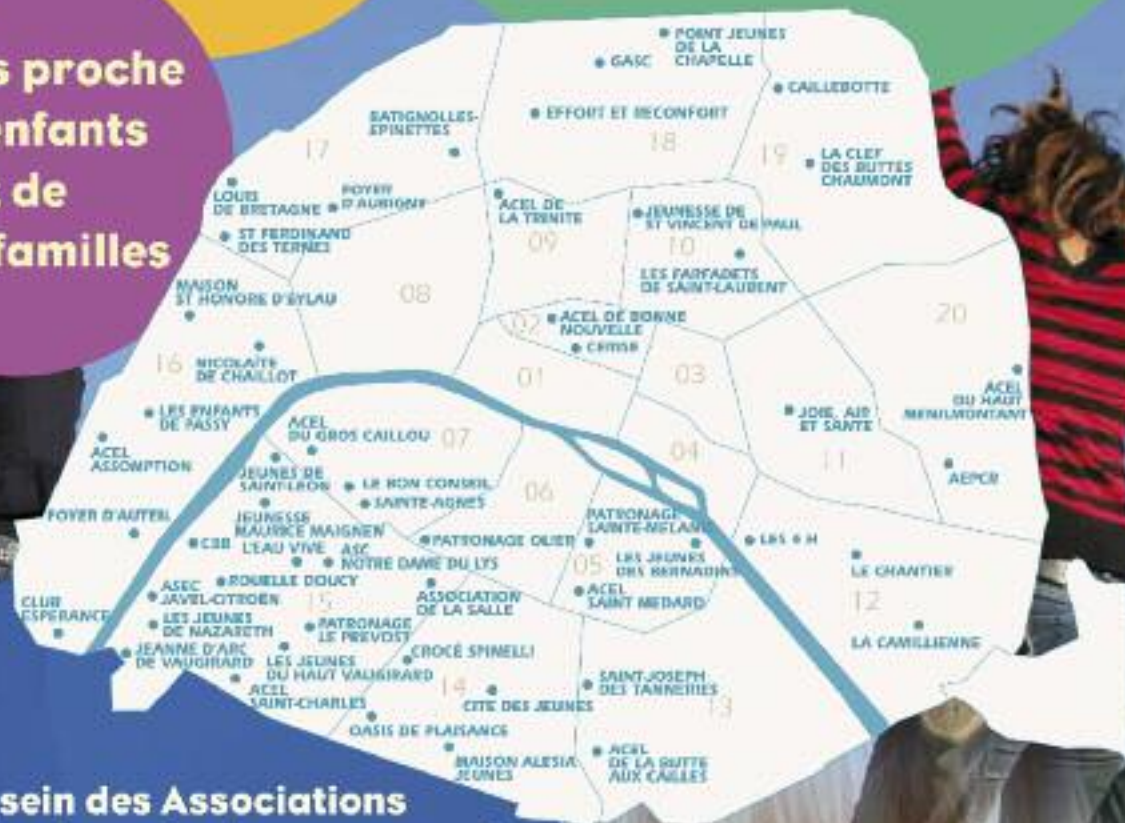 s proche
enfants
de
familles
POINT JEUNES
DE LA
CHAPELLE
GASC
CAILLEBOTTE
EFFORT ET RECONFORT
BATIGNOLLES-
EPINETTES
17
18
19
LA CLEF
DES BUTTES
CHAUMONT
LOUIS
DE BRETAGNE
FOYER
D'AUBIGNY
ACEL DE
LA TRINITE
JEUNESSE DE
ST VINCENT DE PAUL
ST FERDINAND
DES TERNES
09
10
LES FARFADETS
DE SAINT-LAURENT
MAISON
ST HONORE D'EYLAU
08
02
ACEL DE BONNE
NOUVELLE
CEMSE
20
16
NICOLAÏTE
DE CHAILLOT
01
03
ACEL
DU HAUT
MENILMONTANT
LES ENFANTS
DE PASSY
ACEL
DU GROS CAILLOU
07
JOIE, AIR
ET SANTE
ACEL
ASSOMPTION
04
11
JEUNES DE
SAINT-LEON
LE BON CONSEIL
SAINTE-AGNES
06
AEPCR
FOYER D'AUTEIL
JEUNESSE
MAURICE MAIGNEN
PATRONAGE
SAINTE-MELANIE
CBB
L'EAU VIVE
ASC
NOTRE DAME DU LYS
PATRONAGE OLIER
LES JEUNES
DES BERNADINS
LES 6 H
05
LE CHANTIER
ROUELLE DOUCY
ASEC
JAVEL-CITROËN
15
ASSOCIATION
DE LA SALLE
ACEL
SAINT MEDARD
12
CLUB
ESPERANCE
LES JEUNES
DE NAZARETH
PATRONAGE
LE PREVOST
LA CAMILLIENNE
JEANNE D'ARC
DE VAUGIRARD
LES JEUNES
DU HAUT VAUGIRARD
CROCÉ SPINELLI
ACEL
SAINT-CHARLES
14
CITE DES JEUNES
SAINT-JOSEPH
DES TANNERIES
13
OASIS DE PLAISANCE
MAISON ALESIA
JEUNES
ACEL
DE LA BUTTE
AUX CAILLES
sein des Associations